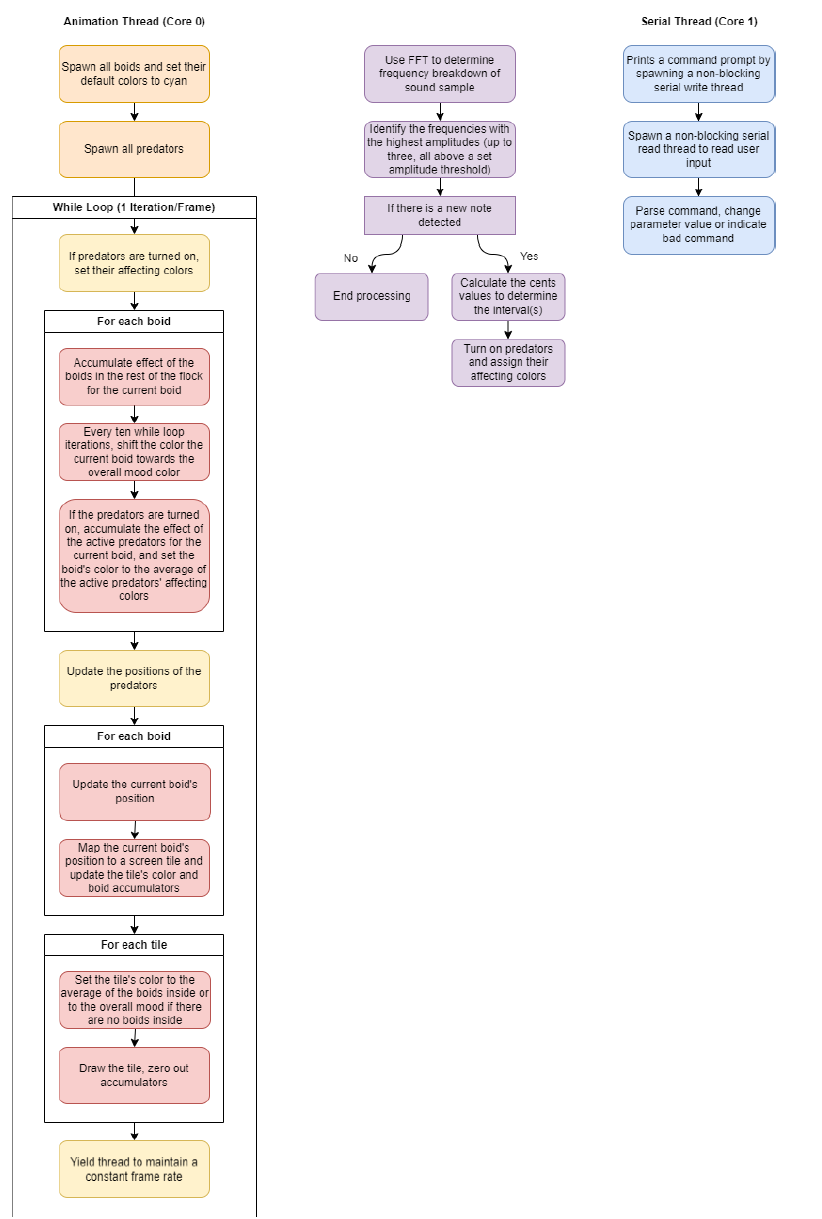 Animation Thread (Core 0)
Spawn all boids and set their
default colors to cyan
Spawn all predators
While Loop (1 Iteration/Frame)
If predators are turned on,
set their affecting colors
For each boid
Accumulate effect of the
boids in the rest of the flock
for the current boid
Every ten while loop
iterations, shift the color the
current boid towards the
overall mood color
If the predators are turned
on, accumulate the effect of
the active predators for the
current boid, and set the
boid's color to the average of
the active predators' affecting
colors
Update the positions of the
predators
For each boid
Update the current boid's
position
Map the current boid's
position to a screen tile and
update the tile's color and
boid accumulators
For each tile
Set the tile's color to the
average of the boids inside or
to the overall mood if there
are no boids inside
Draw the tile, zero out
accumulators
Yield thread to maintain a
constant frame rate
Use FFT to determine
frequency breakdown of
sound sample
Identify the frequencies with
the highest amplitudes (up to
three, all above a set
amplitude threshold)
If there is a new note
detected
No
Yes
End processing
Calculate the cents
values to determine
the interval(s)
Turn on predators
and assign their
affecting colors
Serial Thread (Core 1)
Prints a command prompt by
spawning a non-blocking
serial write thread
Spawn a non-blocking serial
read thread to read user
input
Parse command, change
parameter value or indicate
bad command